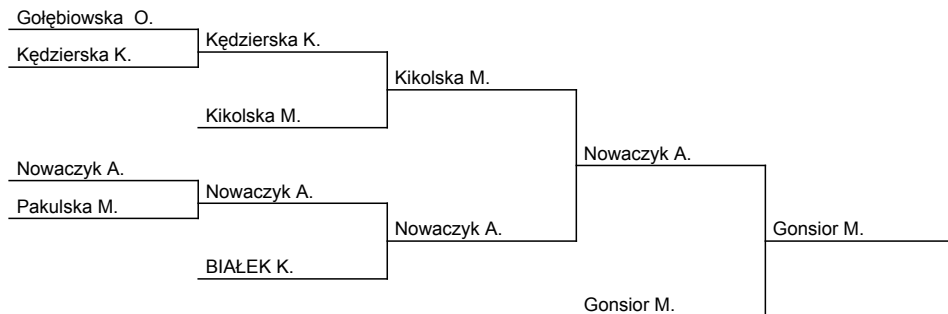 Gołębiowska O.
Kędzierska K.
Kędzierska K.
Kikolska M.
Kikolska M.
Nowaczyk A.
Nowaczyk A.
Pakulska M.
Nowaczyk A.
Nowaczyk A.
Gonsior M.
BIAŁEK K.
Gonsior M.